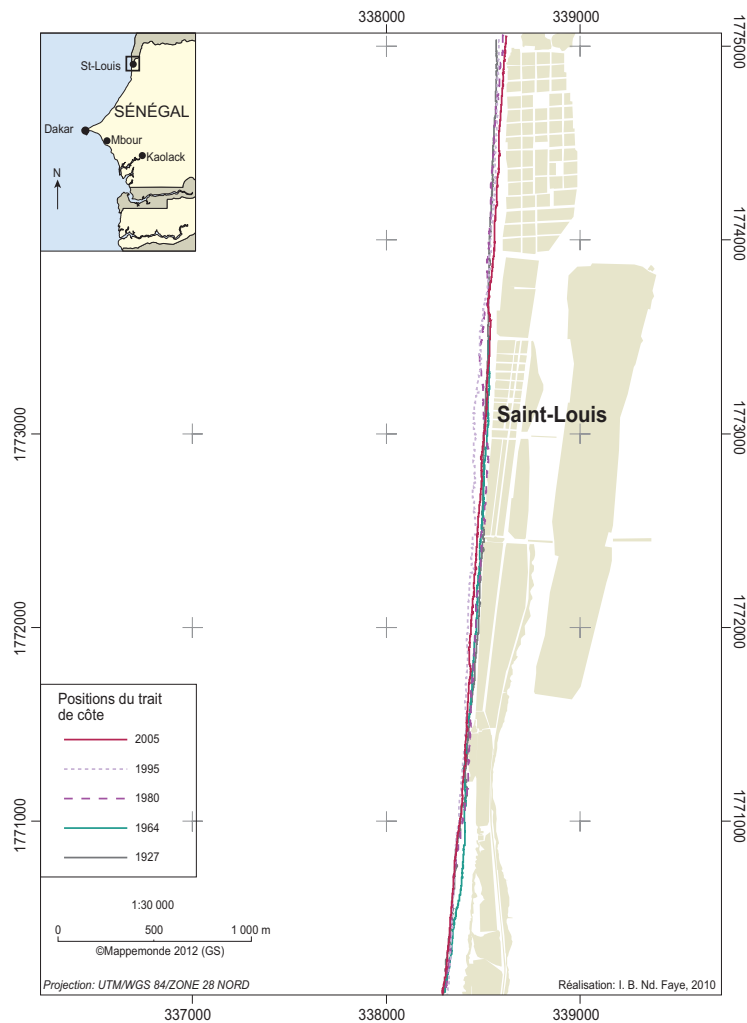 338000
339000
1775000
St-Louis
SÉNÉGAL
Dakar
Mbour
Kaolack
N
1774000
Saint-Louis
1773000
1773000
1772000
1772000
Positions du trait
de côte
2005
1995
1980
1964
1927
1771000
1771000
1:30 000
0
500
1 000 m
©Mappemonde 2012 (GS)
Projection: UTM/WGS 84/ZONE 28 NORD
Réalisation: I. B. Nd. Faye, 2010
337000
338000
339000